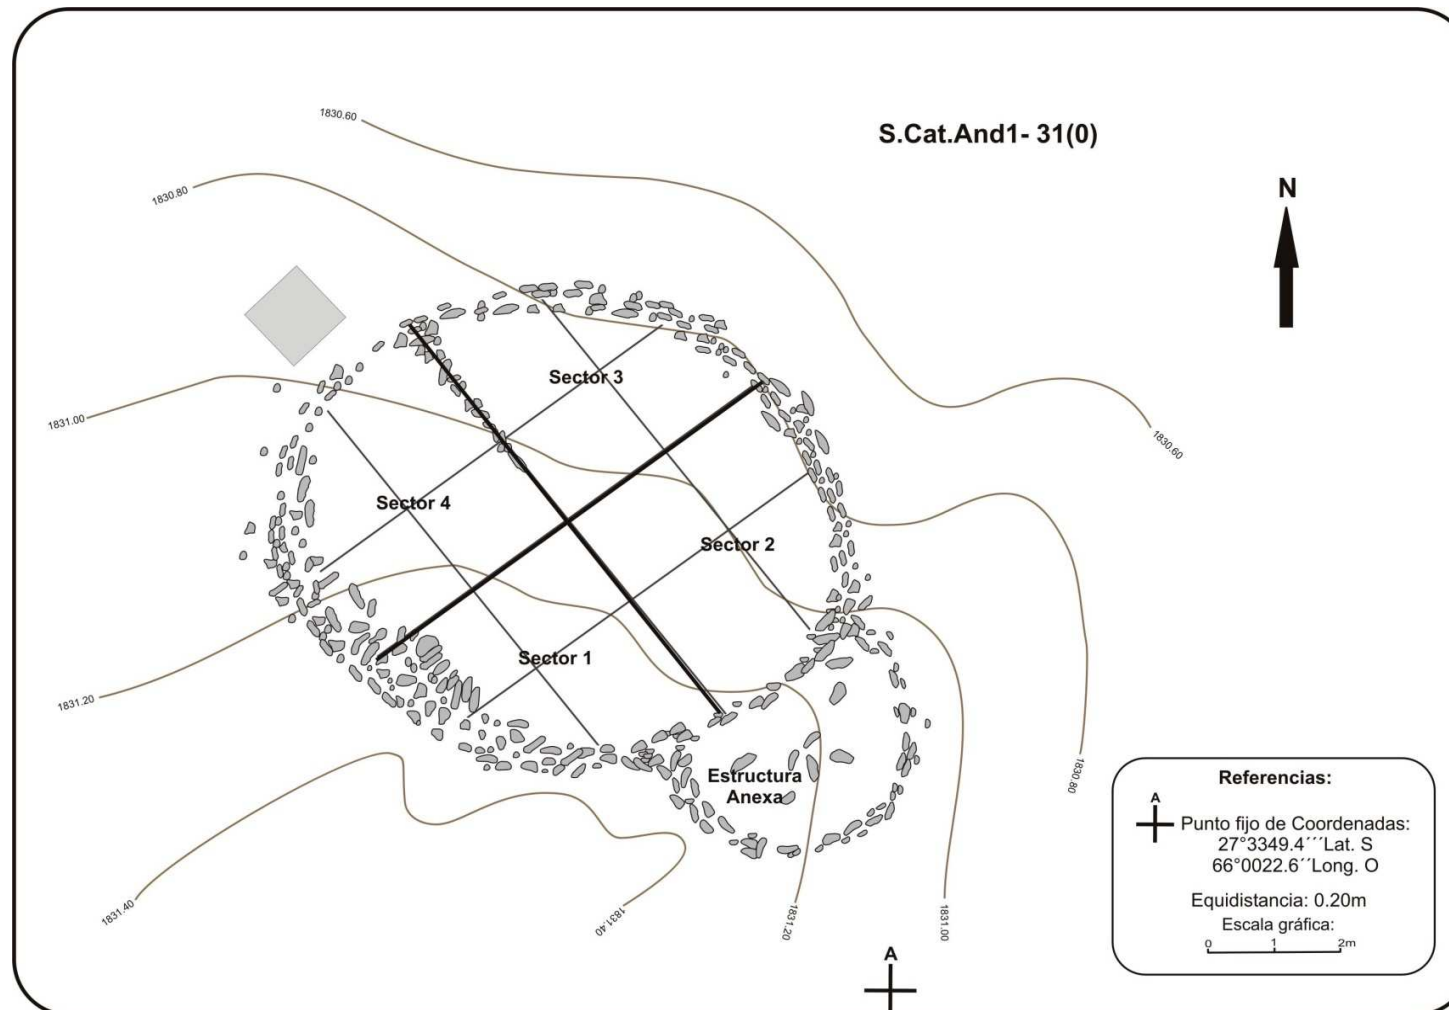 1830.60
S.Cat.And1- 31(0)
1830.80
N
Sector 3
1831.00
1830.60
Sector 4
Sector 2
Sector 1
1831.20
1830.80
Estructura
Anexa
1831.40
1831.40
1831.20
1831.00
A
Referencias:
A
Punto fijo de Coordenadas:
27°3349.4´´´Lat. S
66°0022.6´´Long. O
Equidistancia: 0.20m
Escala gráfica:
0 1 2m